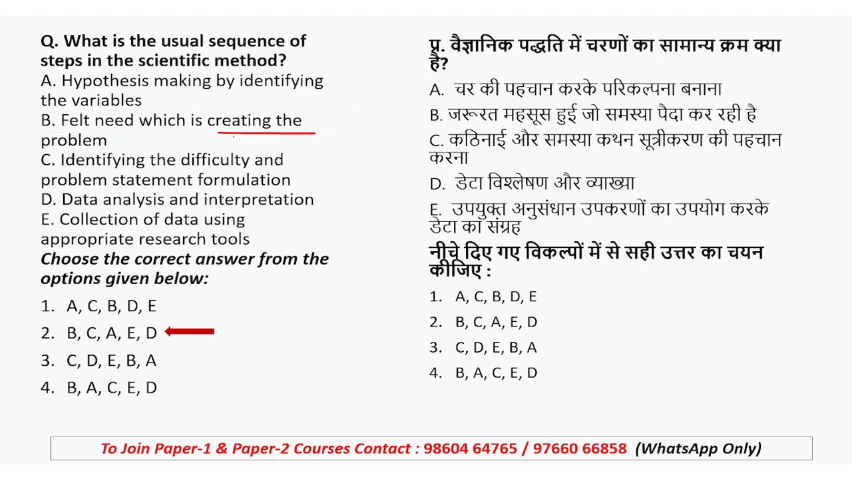 Q. What is the usual sequence of
steps in the scientific method?
A. Hypothesis making by identifying
the variables
B. Felt need which is creating the
problem
C. Identifying the difficulty and
problem statement formulation
D. Data analysis and interpretation
E. Collection of data using
appropriate research tools
Choose the correct answer from the
options given below:
1. A, C, B, D, E
2. B, C, A, E, D
3. C, D, E, B, A
4. B, A, C, E, D
प्र. वैज्ञानिक पद्धति में चरणों का सामान्य क्रम क्या
है?
A. चर की पहचान करके परिकल्पना बनाना
B. जरूरत महसूस हुई जो समस्या पैदा कर रही है
C. कठिनाई और समस्या कथन सूत्रीकरण की पहचान
करना
D. डेटा विश्लेषण और व्याख्या
E. उपयुक्त अनुसंधान उपकरणों का उपयोग करके
डेटा का संग्रह
नीचे दिए गए विकल्पों में से सही उत्तर का चयन
कीजिए :
1. A, C, B, D, E
2. B, C, A, E, D
3. C, D, E, B, A
4. B, A, C, E, D
To Join Paper-1 & Paper-2 Courses Contact : 98604 64765 / 97660 66858 (WhatsApp Only)